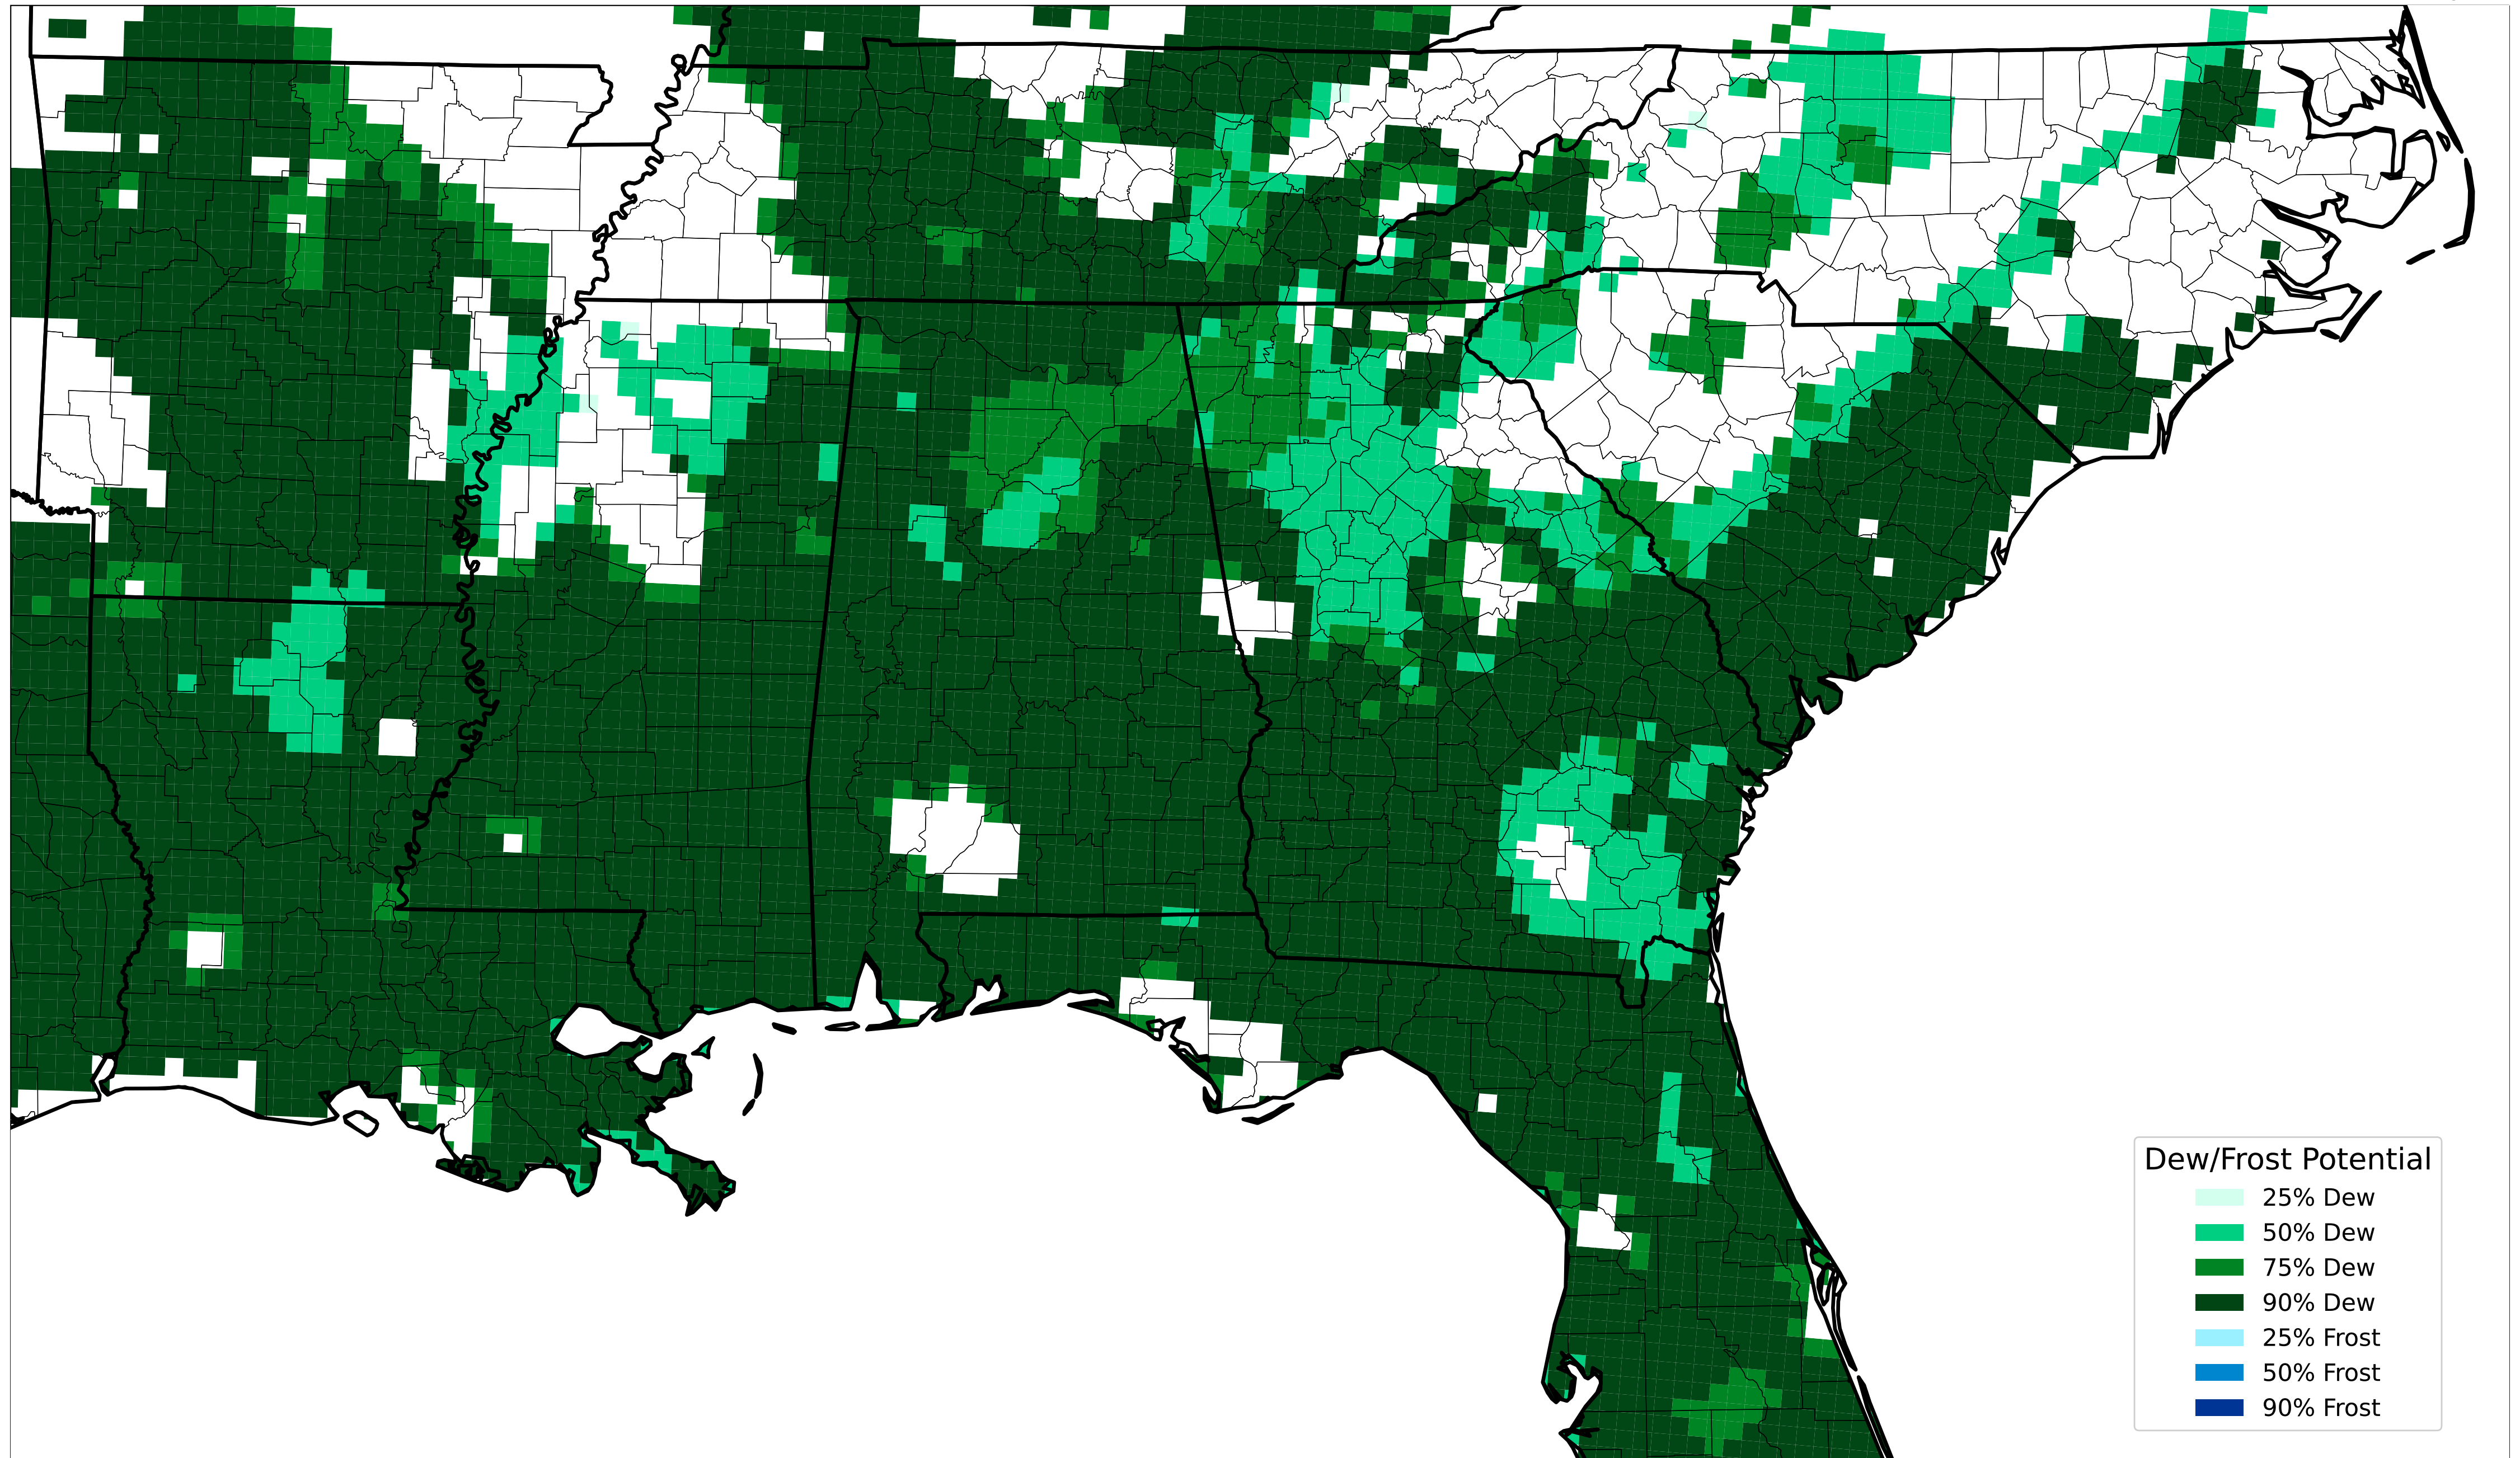 Dew/Frost Potential
25% Dew
50% Dew
75% Dew
90% Dew
25% Frost
50% Frost
90% Frost